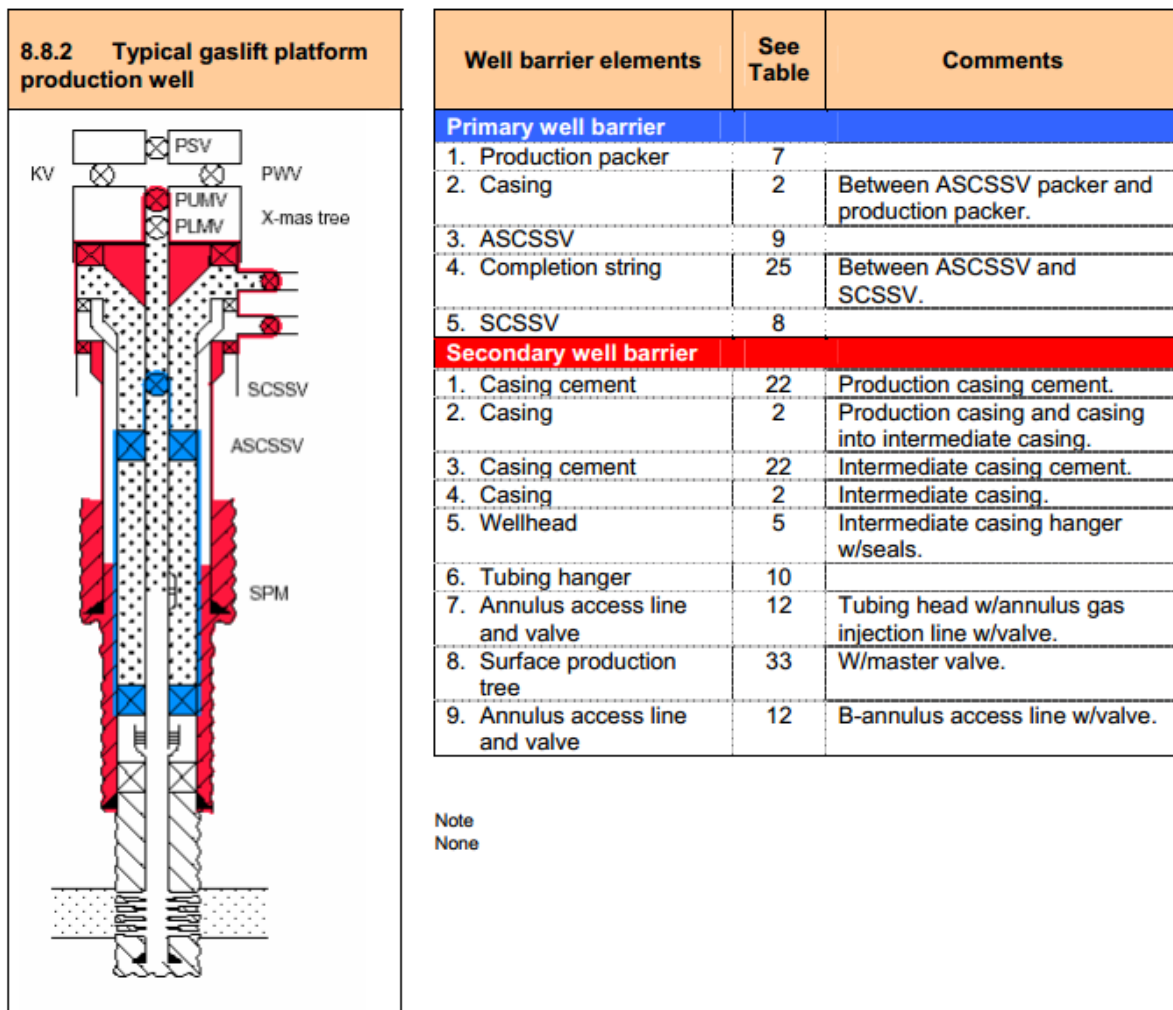 8.8.2 Typical gaslift platform
production well
PSV
KV
PWV
PUMV
X-mas tree
PLMV
SCSSV
ASCSSV
SPM
Well barrier elements
See
Table
Comments
Primary well barrier
1. Production packer 7
2. Casing 2 Between ASCSSV packer and
production packer.
3. ASCSSV 9
4. Completion string 25 Between ASCSSV and
SCSSV.
5. SCSSV 8
Secondary well barrier
1. Casing cement 22 Production casing cement.
2. Casing 2 Production casing and casing
into intermediate casing.
3. Casing cement 22 Intermediate casing cement.
4. Casing 2 Intermediate casing.
5. Wellhead 5 Intermediate casing hanger
w/seals.
6. Tubing hanger 10
7. Annulus access line 12 Tubing head w/annulus gas
and valve injection line w/valve.
8. Surface production 33 W/master valve.
tree
9. Annulus access line 12 B-annulus access line w/valve.
and valve
Note
None